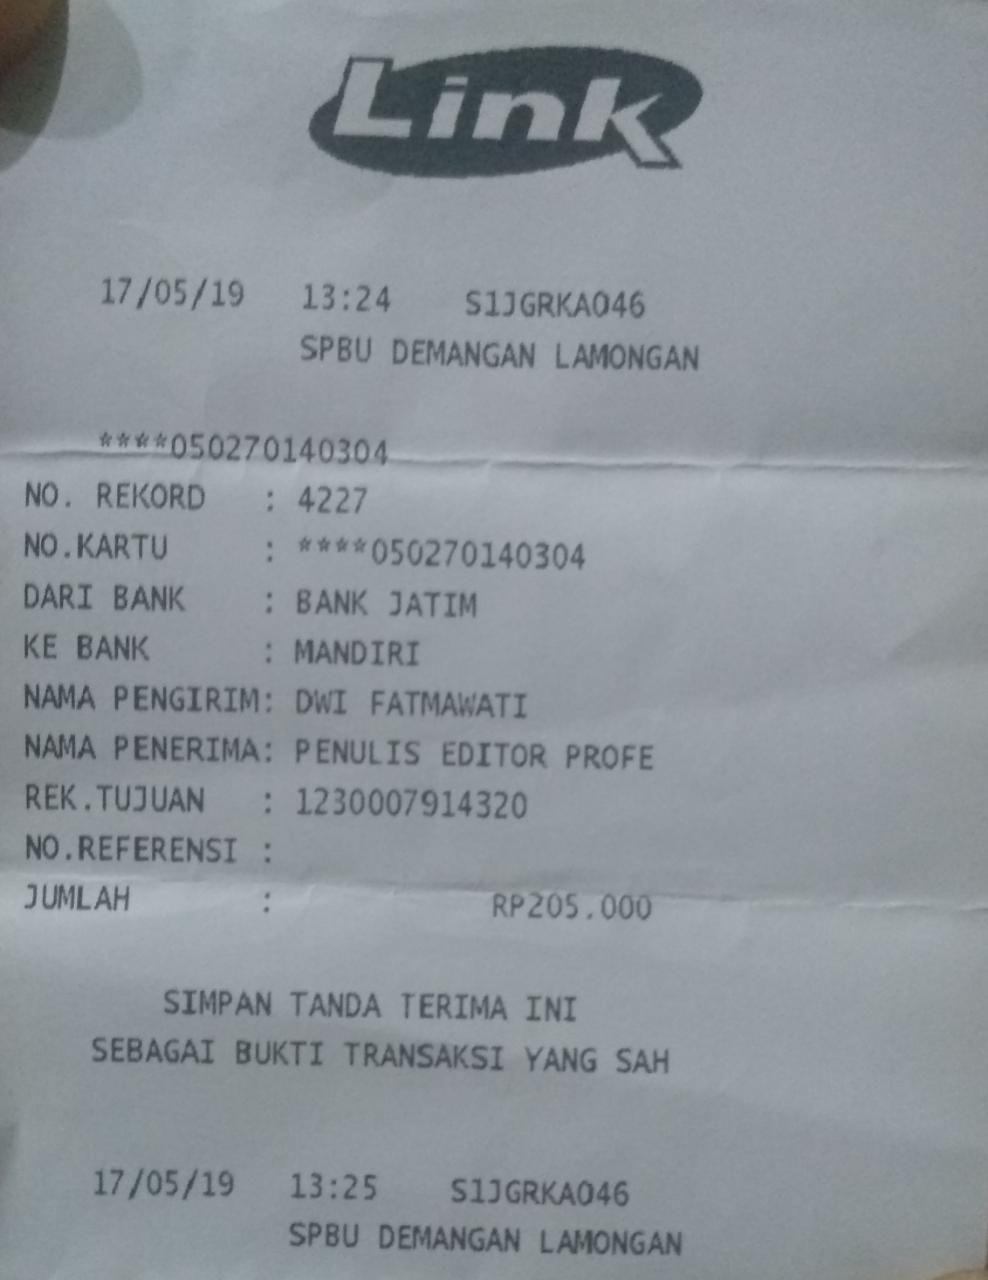 Link
17/05/19 13:24 S1JGRKA046
SPBU DEMANGAN LAMONGAN
****050270140304
NO. REKORD : 4227
NO.KARTU : ****050270140304
DARI BANK : BANK JATIM
KE BANK : MANDIRI
NAMA PENGIRIM: DWI FATMAWATI
NAMA PENERIMA: PENULIS EDITOR PROFE
REK.TUJUAN : 1230007914320
NO.REFERENSI :
JUMLAH : RP205.000
SIMPAN TANDA TERIMA INI
SEBAGAI BUKTI TRANSAKSI YANG SAH
17/05/19 13:25 S1JGRKA046
SPBU DEMANGAN LAMONGAN